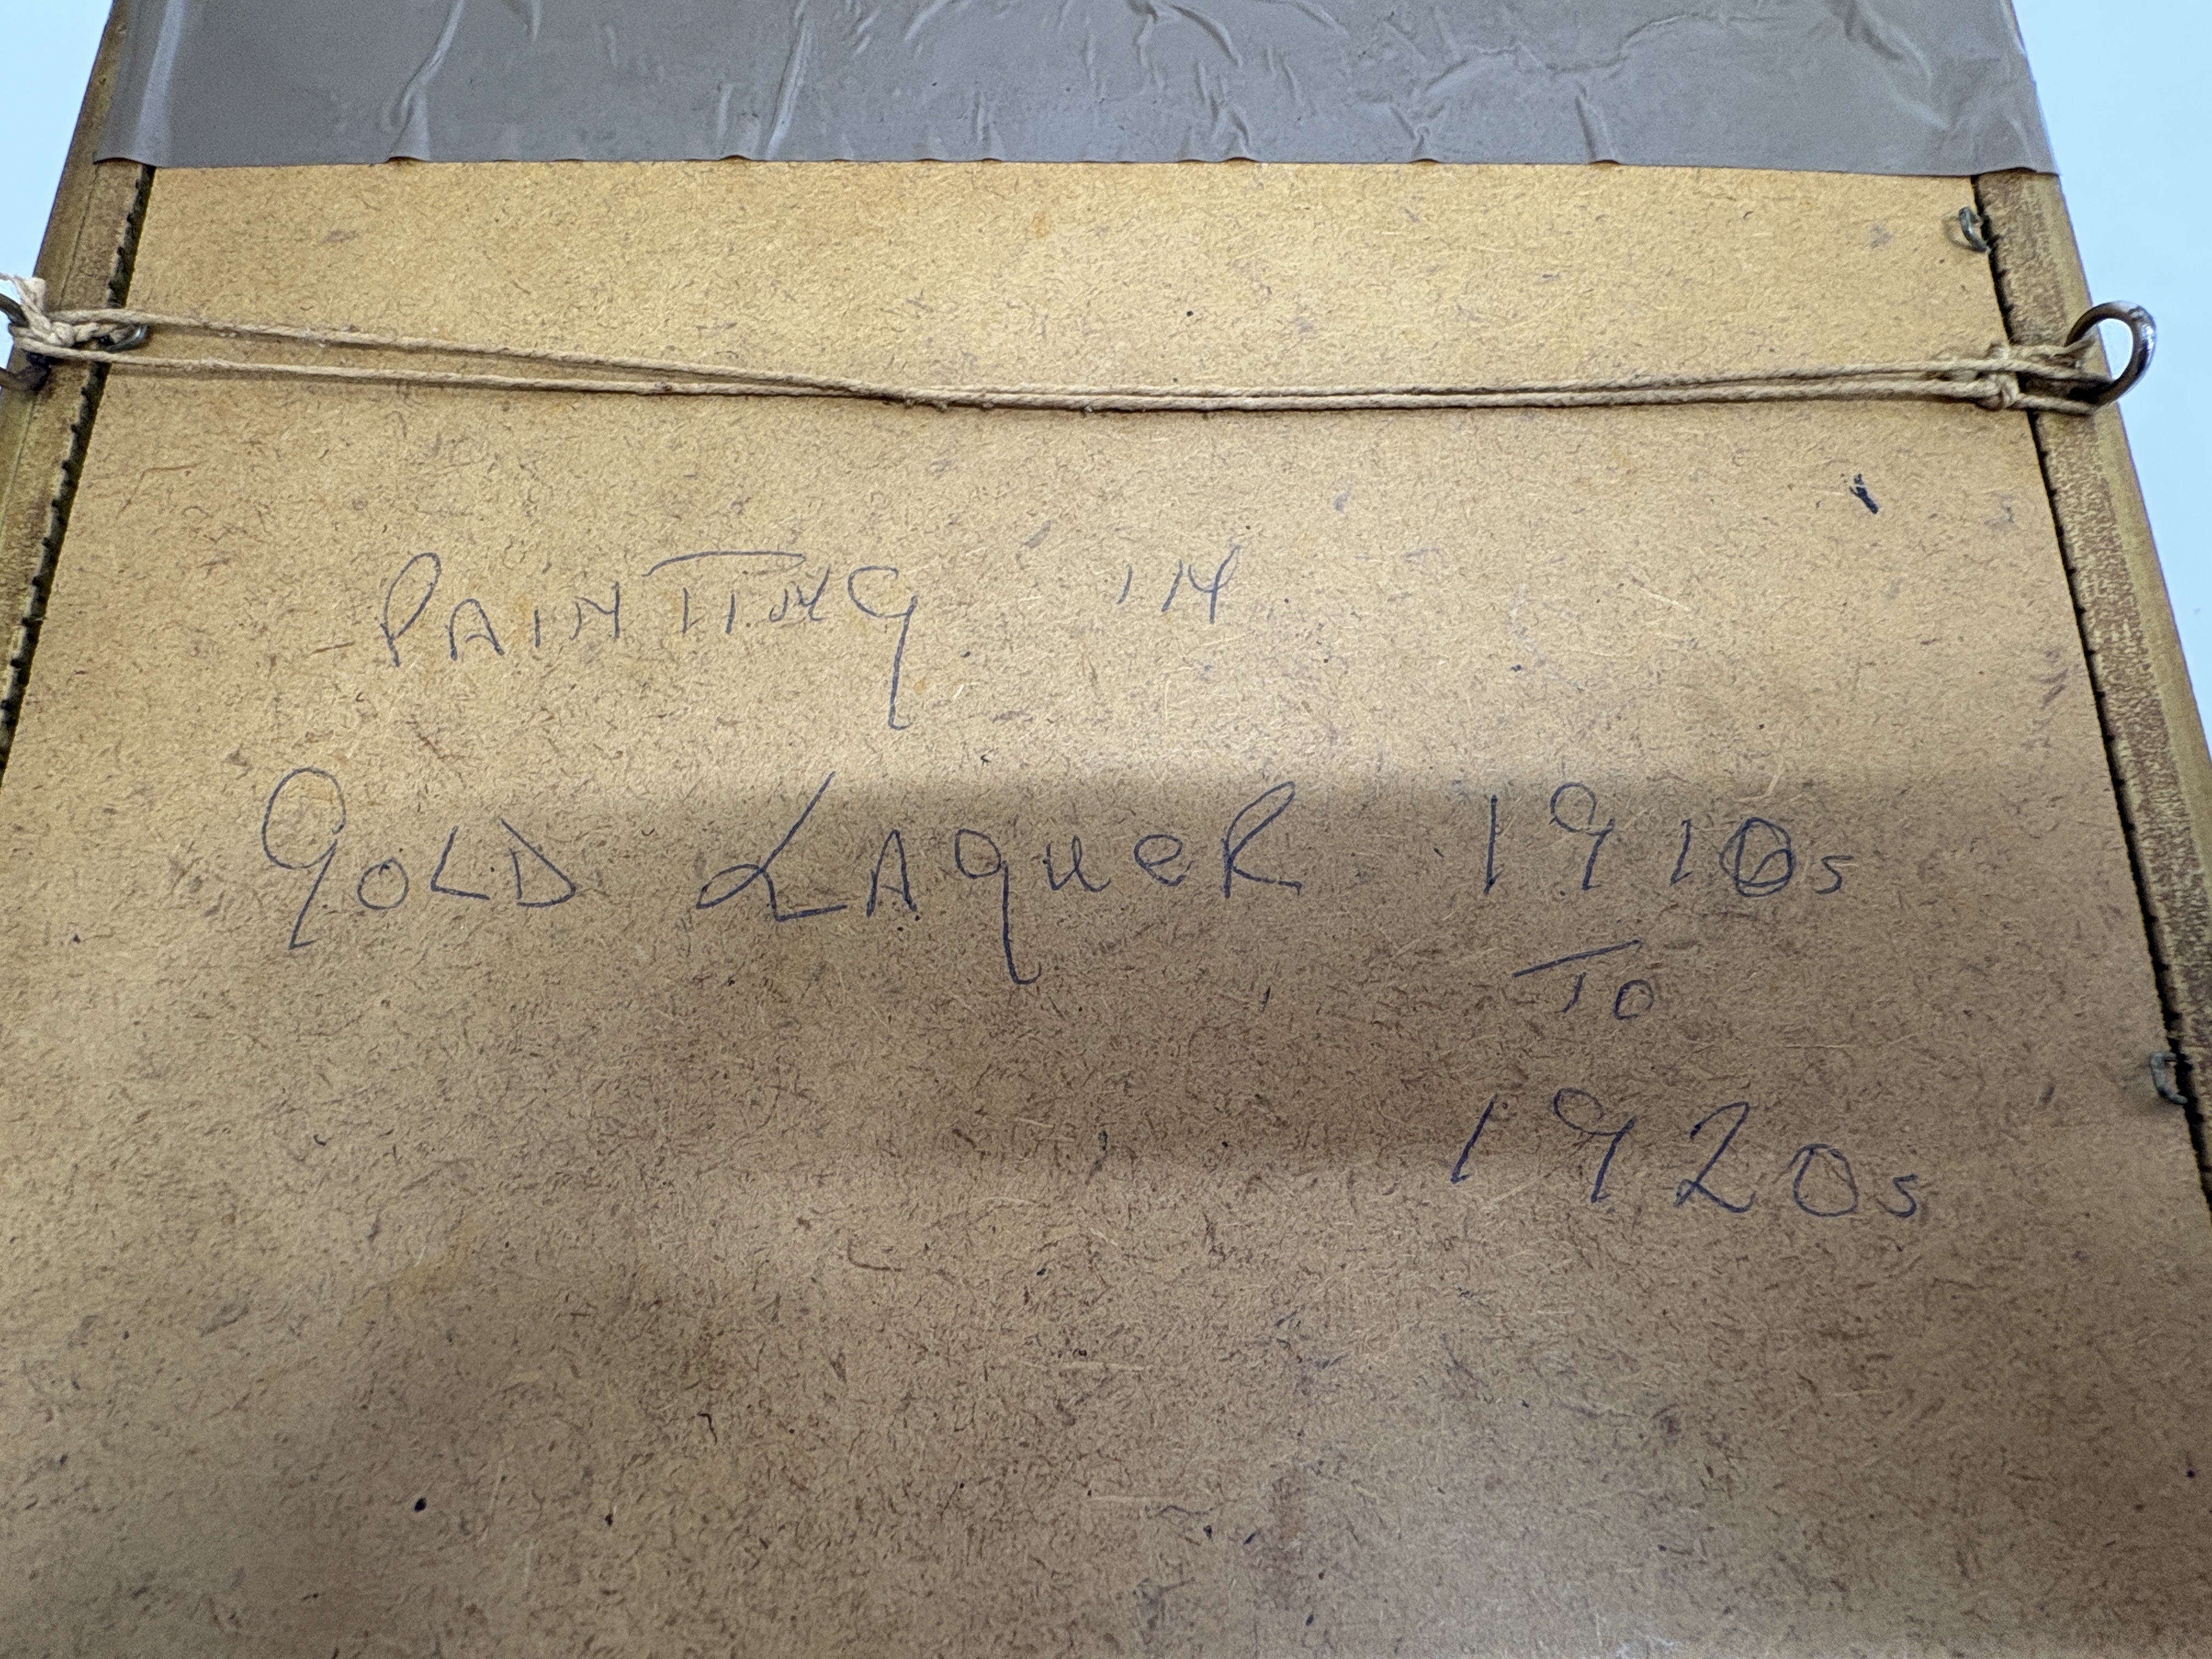 PAINTING IN
GOLD LAQUeR 1910s
TO
1920s